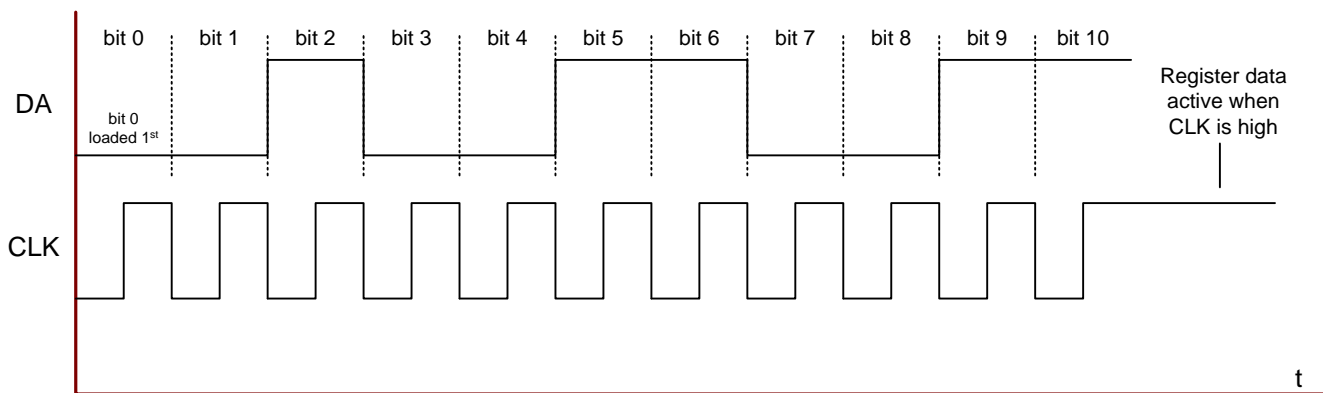 bit 0 bit 1 bit 2 bit 3 bit 4 bit 5 bit 6 bit 7 bit 8 bit 9 bit 10
DA
bit 0
loaded 1st
Register data
active when
CLK is high
CLK
t